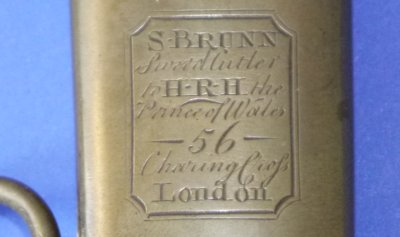 S·BRUNN
Sword Cutler
to H·R·H the
Prince of Wales
—56—
Charing Croſs
London